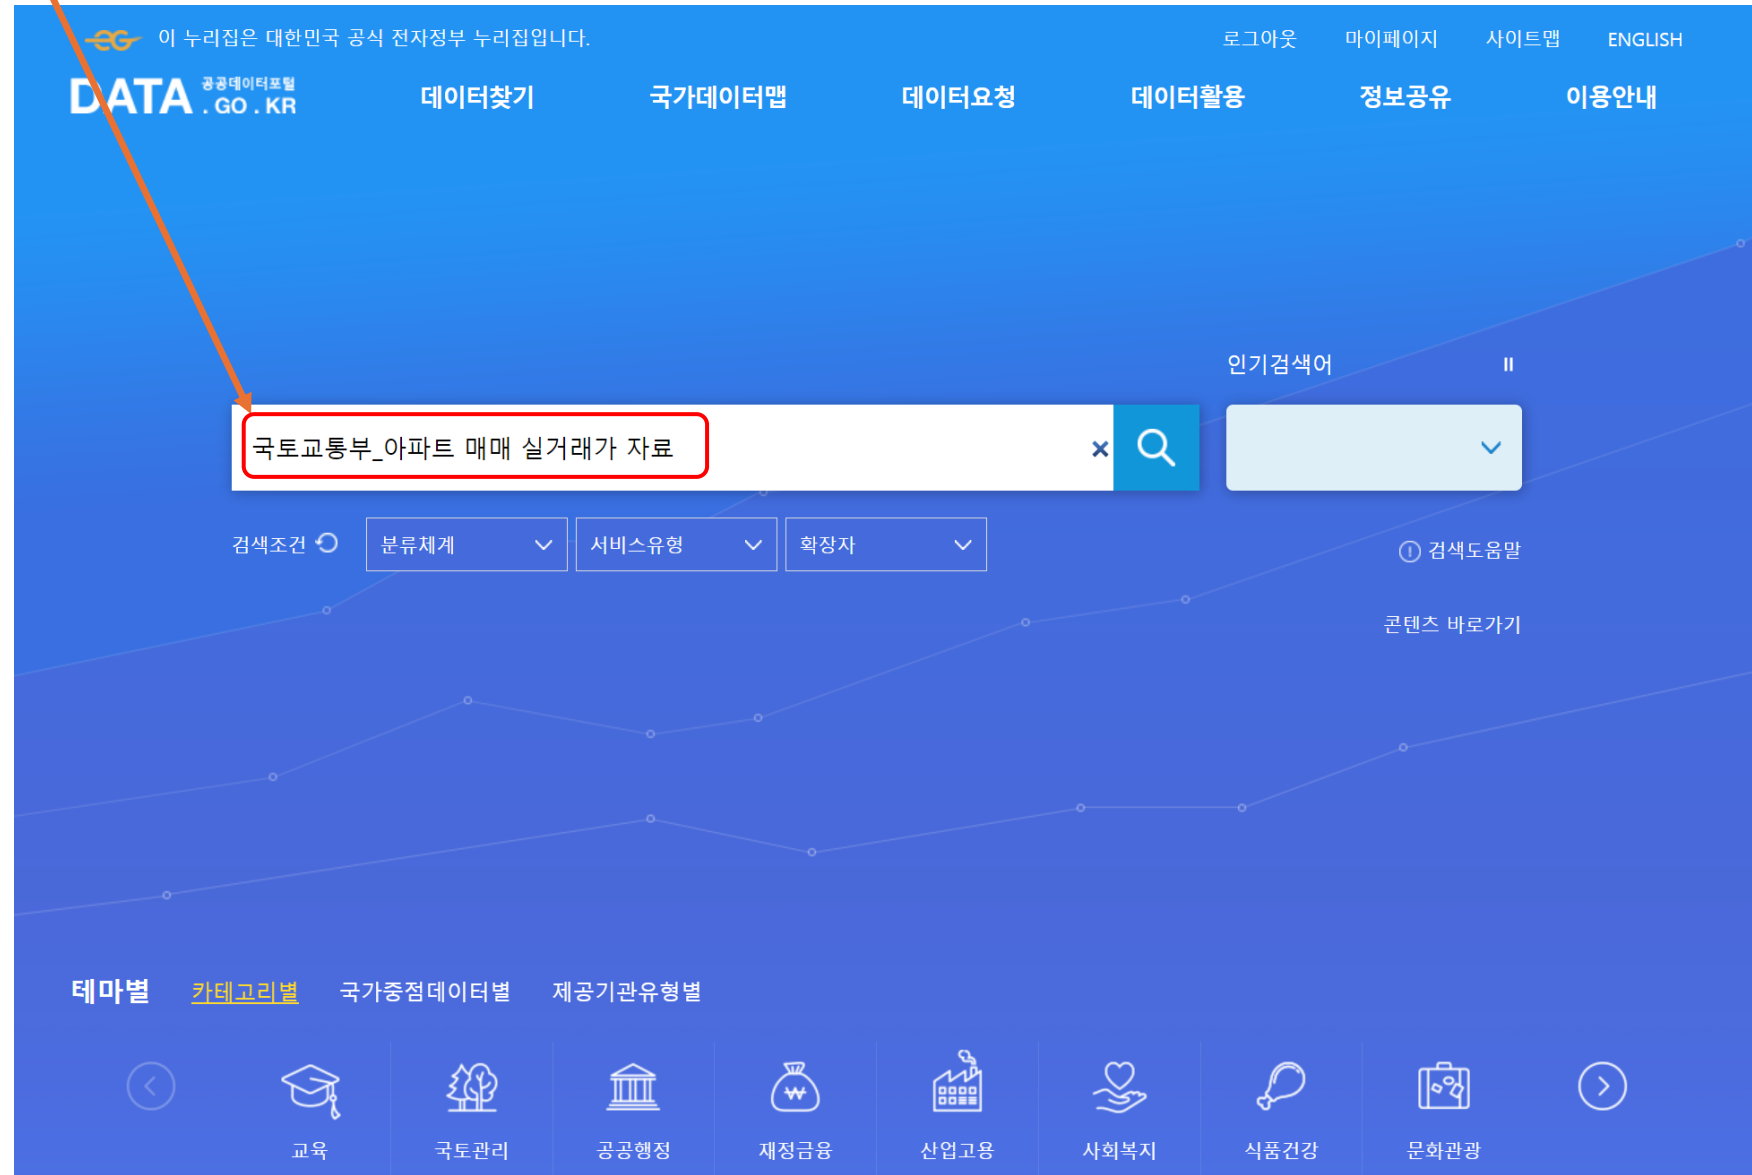 이 누리집은 대한민국 공식 전자정부 누리집입니다.
로그아웃 마이페이지 사이트맵 ENGLISH
DATA 공공데이터포털
. GO . KR
데이터찾기 국가데이터맵 데이터요청 데이터활용 정보공유 이용안내
인기검색어
국토교통부_아파트 매매 실거래가 자료
검색조건 분류체계 서비스유형 확장자
검색도움말
콘텐츠 바로가기
테마별 카테고리별 국가중점데이터별 제공기관유형별
교육 국토관리 공공행정 재정금융 산업고용 사회복지 식품건강 문화관광